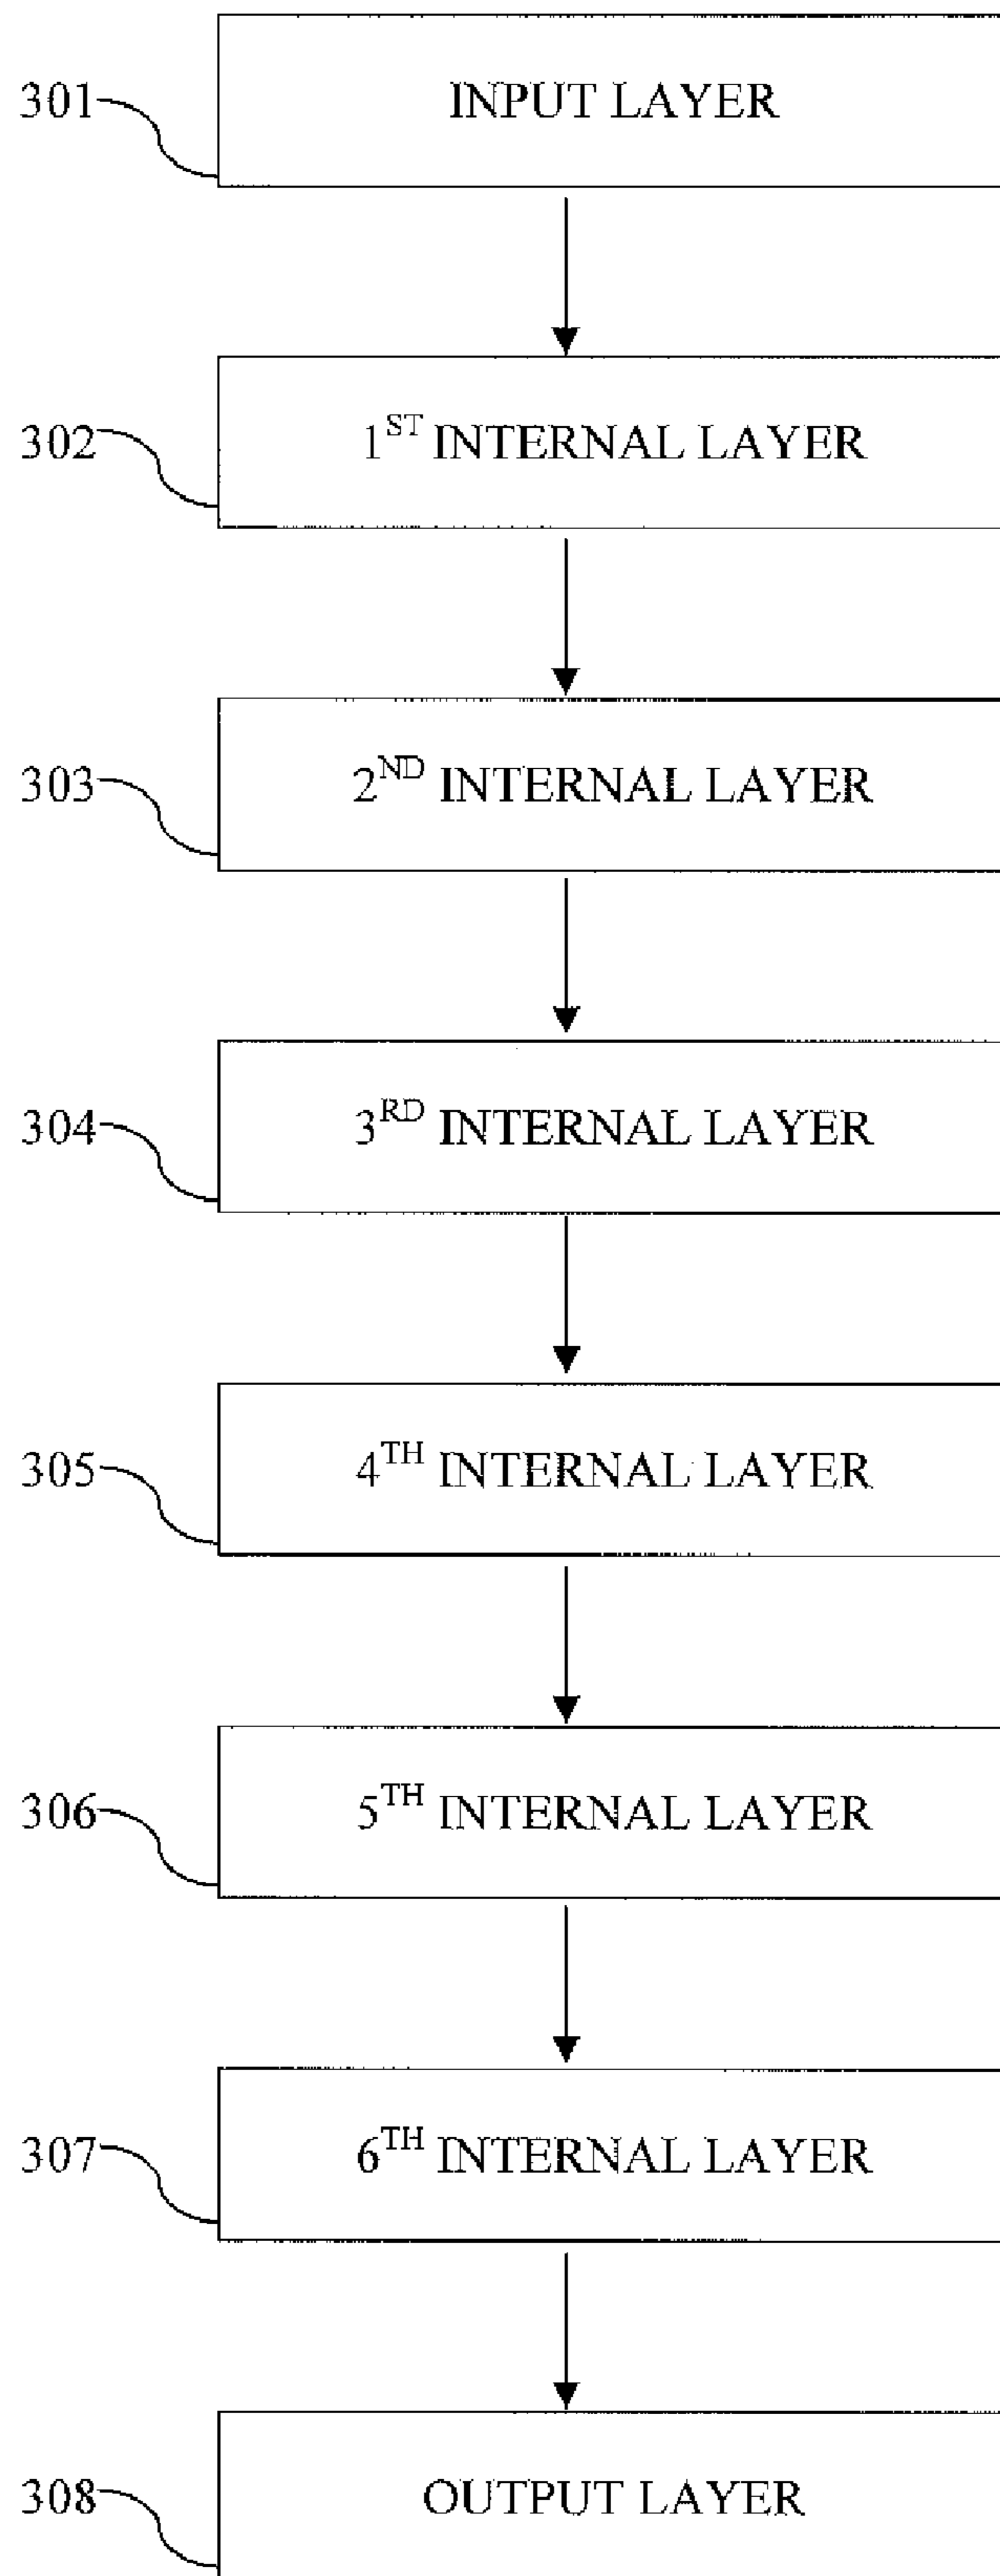 301 INPUT LAYER
302 1ST INTERNAL LAYER
303 2ND INTERNAL LAYER
304 3RD INTERNAL LAYER
305 4TH INTERNAL LAYER
306 5TH INTERNAL LAYER
307 6TH INTERNAL LAYER
308 OUTPUT LAYER